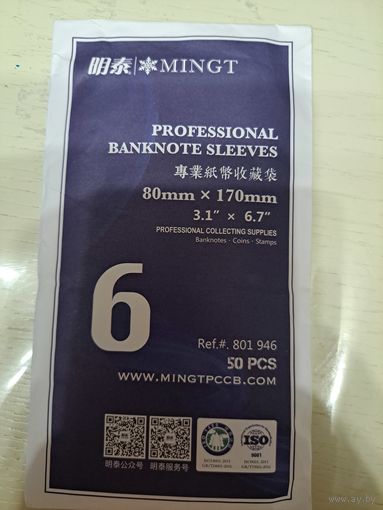 明泰 MINGT
PROFESSIONAL
BANKNOTE SLEEVES
專業紙幣收藏袋
80mm × 170mm
3.1" × 6.7"
PROFESSIONAL COLLECTING SUPPLIES
Banknotes · Coins · Stamps
6
Ref.#. 801 946
50 PCS
WWW.MINGTPCCB.COM
ISO
9001
明泰公众号 明泰服务号
www.ay.by